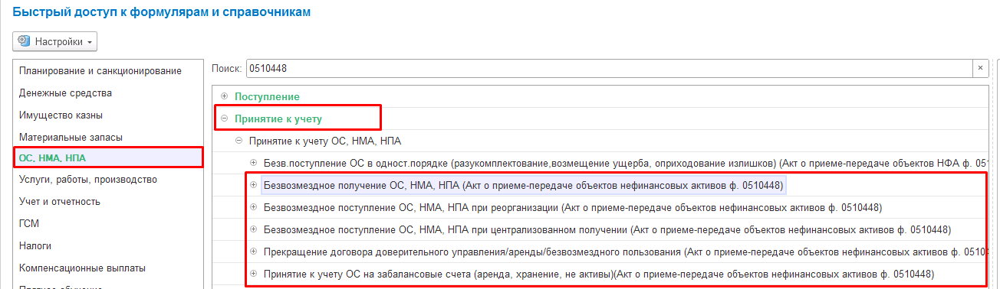 Быстрый доступ к формулярам и справочникам
Настройки
Планирование и санкционирование
Денежные средства
Имущество казны
Материальные запасы
ОС, НМА, НПА
Услуги, работы, производство
Учет и отчетность
ГСМ
Налоги
Компенсационные выплаты
Поиск: 0510448 ×
Поступление
Принятие к учету
Принятие к учету ОС, НМА, НПА
Безв.поступление ОС в одност.порядке (разукомплектование,возмещение ущерба, оприходование излишков) (Акт о приеме-передаче объектов НФА ф. 051
Безвозмездное получение ОС, НМА, НПА (Акт о приеме-передаче объектов нефинансовых активов ф. 0510448)
Безвозмездное поступление ОС, НМА, НПА при реорганизации (Акт о приеме-передаче объектов нефинансовых активов ф. 0510448)
Безвозмездное поступление ОС, НМА, НПА при централизованном получении (Акт о приеме-передаче объектов нефинансовых активов ф. 0510448)
Прекращение договора доверительного управления/аренды/безвозмездного пользования (Акт о приеме-передаче объектов нефинансовых активов ф. 05104
Принятие к учету ОС на забалансовые счета (аренда, хранение, не активы)(Акт о приеме-передаче объектов нефинансовых активов ф. 0510448)